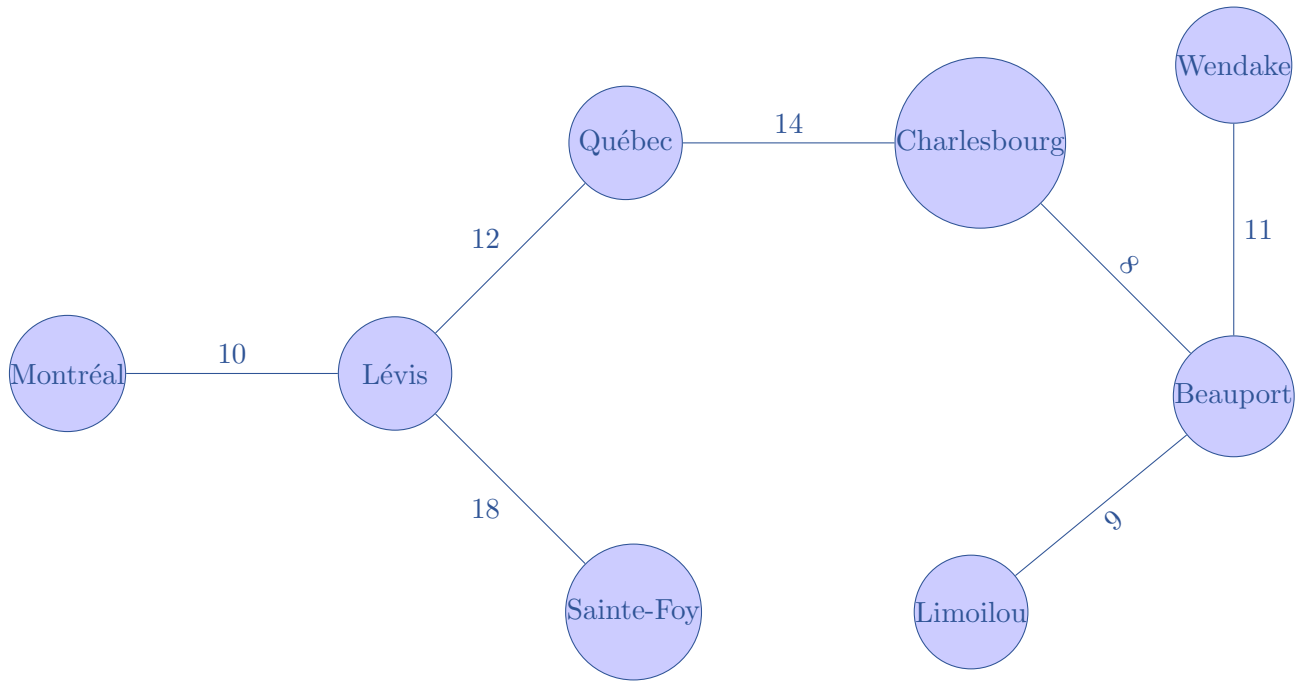 Wendake
14
Québec
Charlesbourg
12
11
8
10
Montréal
Lévis
Beauport
18
9
Sainte-Foy
Limoilou